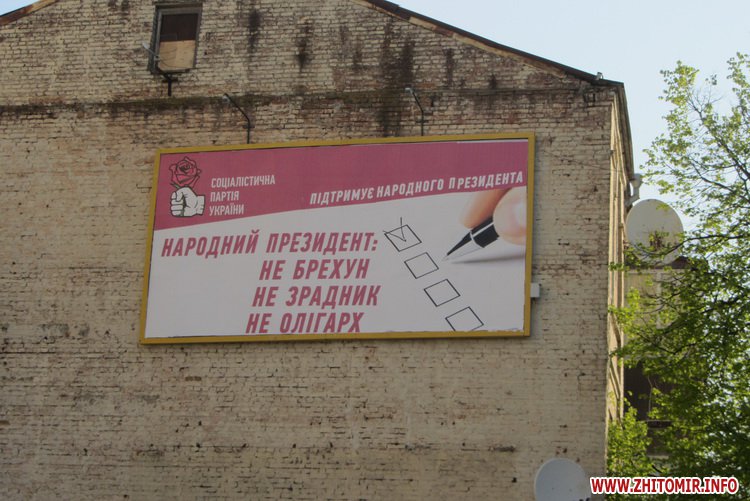 СОЦІАЛІСТИЧНА
ПАРТІЯ
УКРАЇНИ
ПІДТРИМУЄ НАРОДНОГО ПРЕЗИДЕНТА
НАРОДНИЙ ПРЕЗИДЕНТ:
НЕ БРЕХУН
НЕ ЗРАДНИК
НЕ ОЛІГАРХ
WWW.ZHITOMIR.INFO